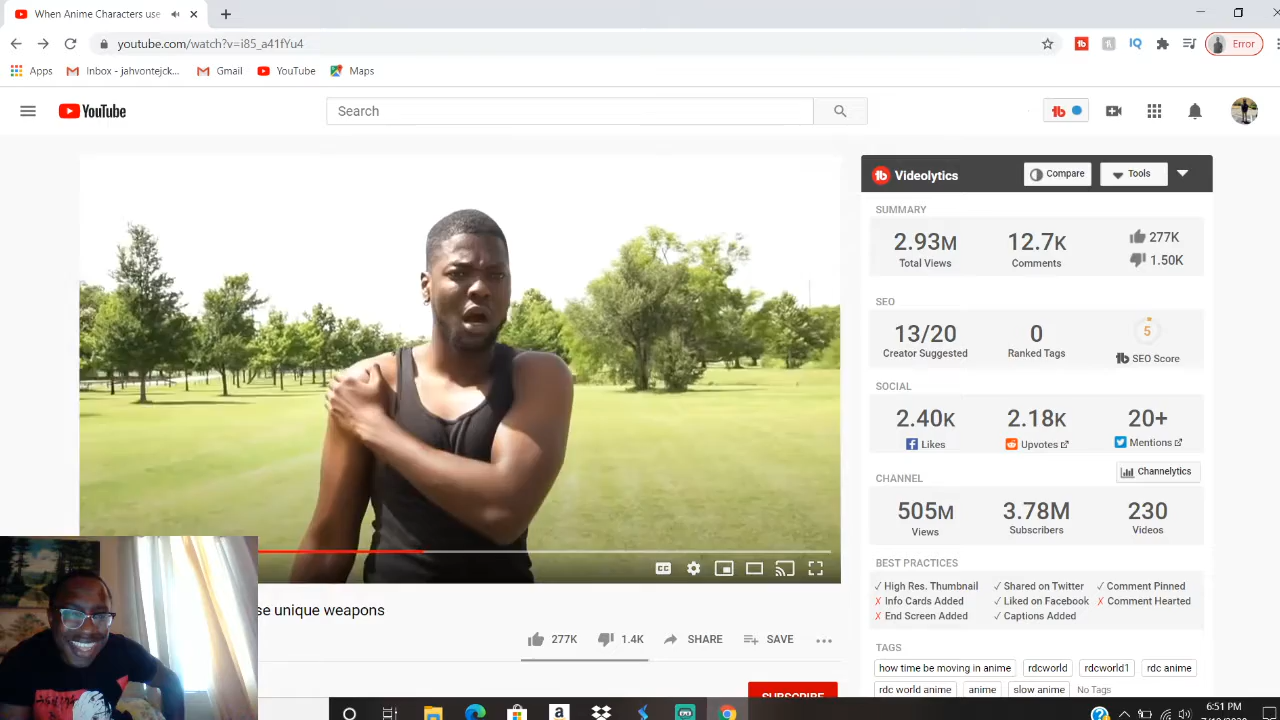 When Anime Characters use
youtube.com/watch?v=i85_a41fYu4
Error
Apps
Inbox - jahvontejck...
Gmail
YouTube
Maps
YouTube
Search
Videolytics
Compare
Tools
SUMMARY
2.93M
Total Views
12.7K
Comments
277K
1.50K
SEO
13/20
Creator Suggested
0
Ranked Tags
5
SEO Score
SOCIAL
2.40K
Likes
2.18K
Upvotes
20+
Mentions
CHANNEL
Channelytics
505M
Views
3.78M
Subscribers
230
Videos
BEST PRACTICES
✓ High Res. Thumbnail ✓ Shared on Twitter ✓ Comment Pinned
✗ Info Cards Added ✓ Liked on Facebook ✗ Comment Hearted
✗ End Screen Added ✓ Captions Added
TAGS
how time be moving in anime rdcworld rdcworld1 rdc anime
rdc world anime anime slow anime No Tags
CC
se unique weapons
277K 1.4K SHARE SAVE
SUBSCRIBE
6:51 PM